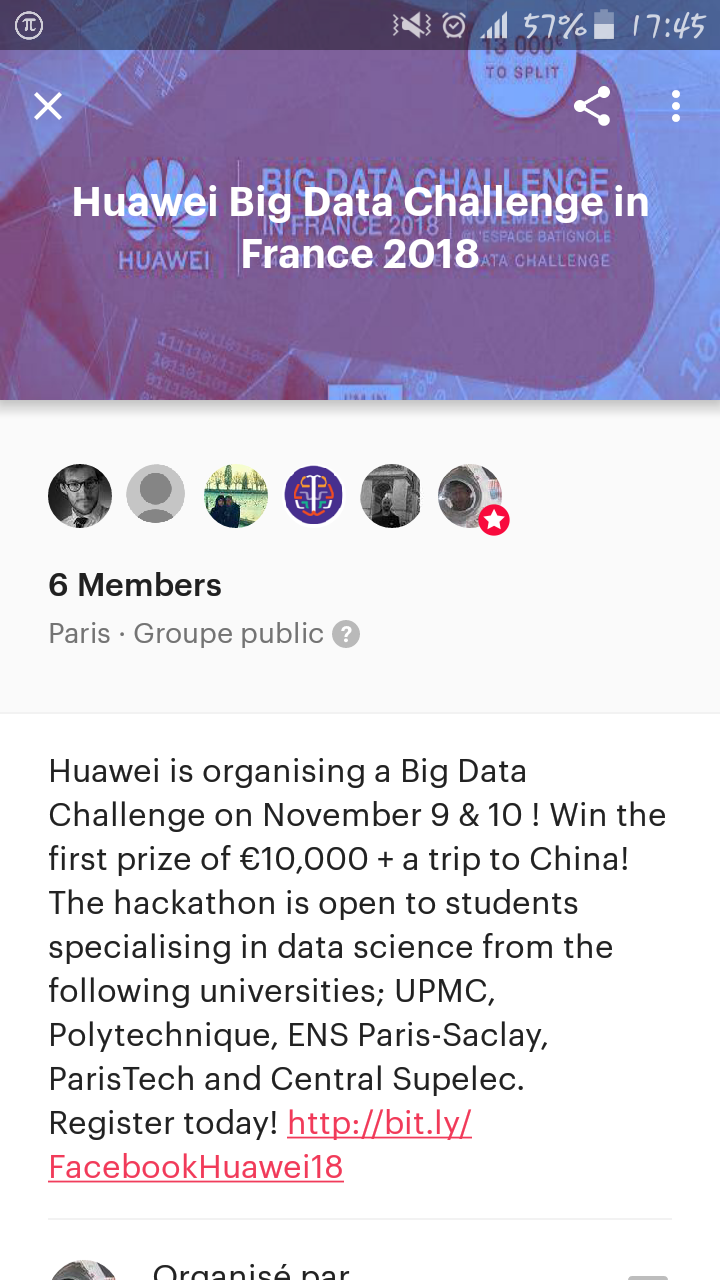 π 57% 17:45
13 000€
TO SPLIT
BIG DATA CHALLENGE
Huawei Big Data Challenge in
IN FRANCE 2018 NOVEMBER 9-10
@L'ESPACE BATIGNOLE
France 2018
HUAWEI DATA CHALLENGE
I'M IN
6 Members
Paris · Groupe public ?
Huawei is organising a Big Data
Challenge on November 9 & 10 ! Win the
first prize of €10,000 + a trip to China!
The hackathon is open to students
specialising in data science from the
following universities; UPMC,
Polytechnique, ENS Paris-Saclay,
ParisTech and Central Supelec.
Register today! http://bit.ly/
FacebookHuawei18
Organisé par